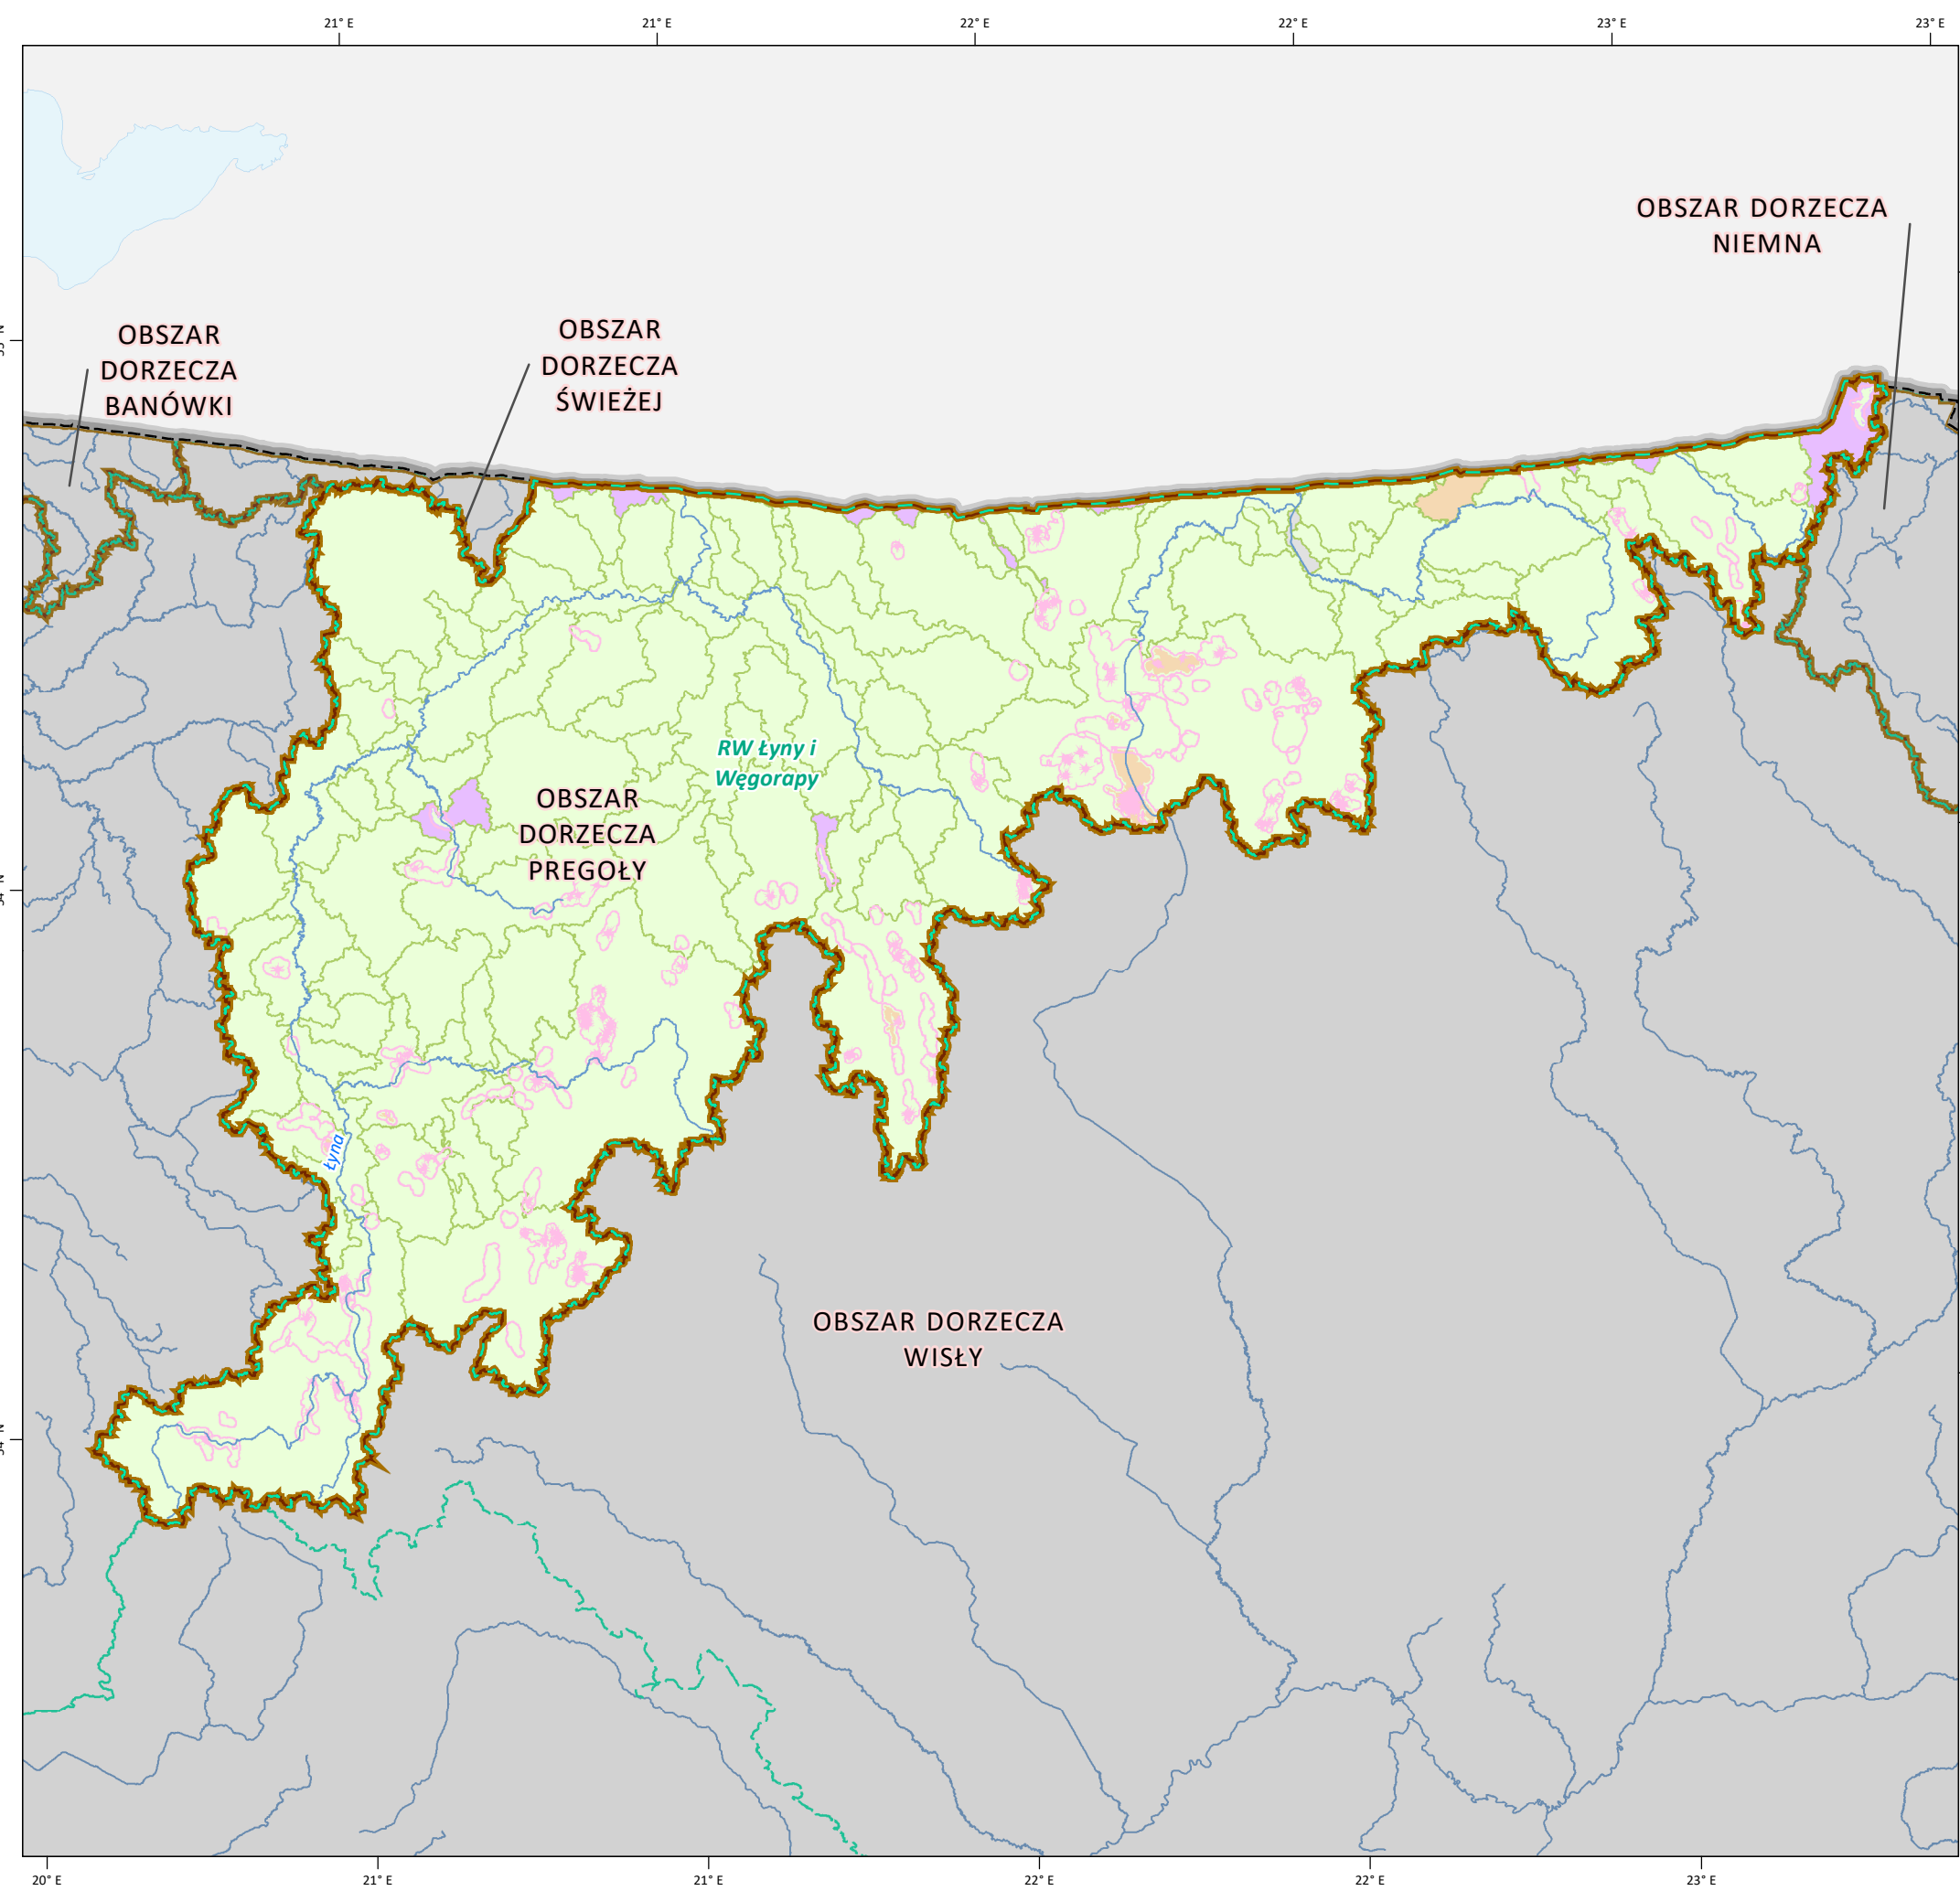 21° E
21° E
22° E
22° E
23° E
23° E
OBSZAR DORZECZA
NIEMNA
OBSZAR
DORZECZA
BANÓWKI
OBSZAR
DORZECZA
ŚWIEŻEJ
RW Łyny i
Węgorapy
OBSZAR
DORZECZA
PREGOŁY
Łyna
OBSZAR DORZECZA
WISŁY
20° E
21° E
21° E
22° E
22° E
23° E